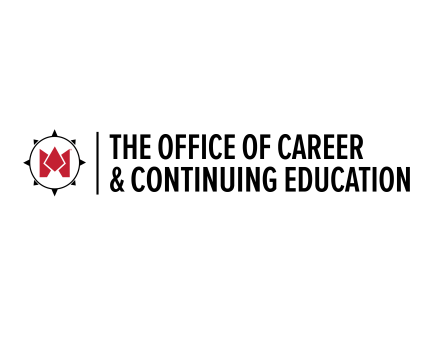 THE OFFICE OF CAREER
& CONTINUING EDUCATION